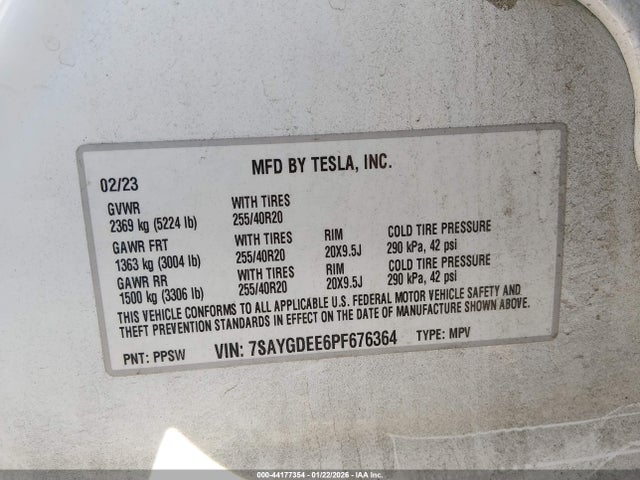 MFD BY TESLA, INC.
02/23
GVWR WITH TIRES
2369 kg (5224 lb) 255/40R20
GAWR FRT WITH TIRES RIM COLD TIRE PRESSURE
1363 kg (3004 lb) 255/40R20 20X9.5J 290 kPa, 42 psi
GAWR RR WITH TIRES RIM COLD TIRE PRESSURE
1500 kg (3306 lb) 255/40R20 20X9.5J 290 kPa, 42 psi
THIS VEHICLE CONFORMS TO ALL APPLICABLE U.S. FEDERAL MOTOR VEHICLE SAFETY AND
THEFT PREVENTION STANDARDS IN EFFECT ON THE DATE OF MANUFACTURE SHOWN ABOVE.
PNT: PPSW VIN: 7SAYGDEE6PF676364 TYPE: MPV
000-44177354 - 01/22/2026 - © IAA Inc.